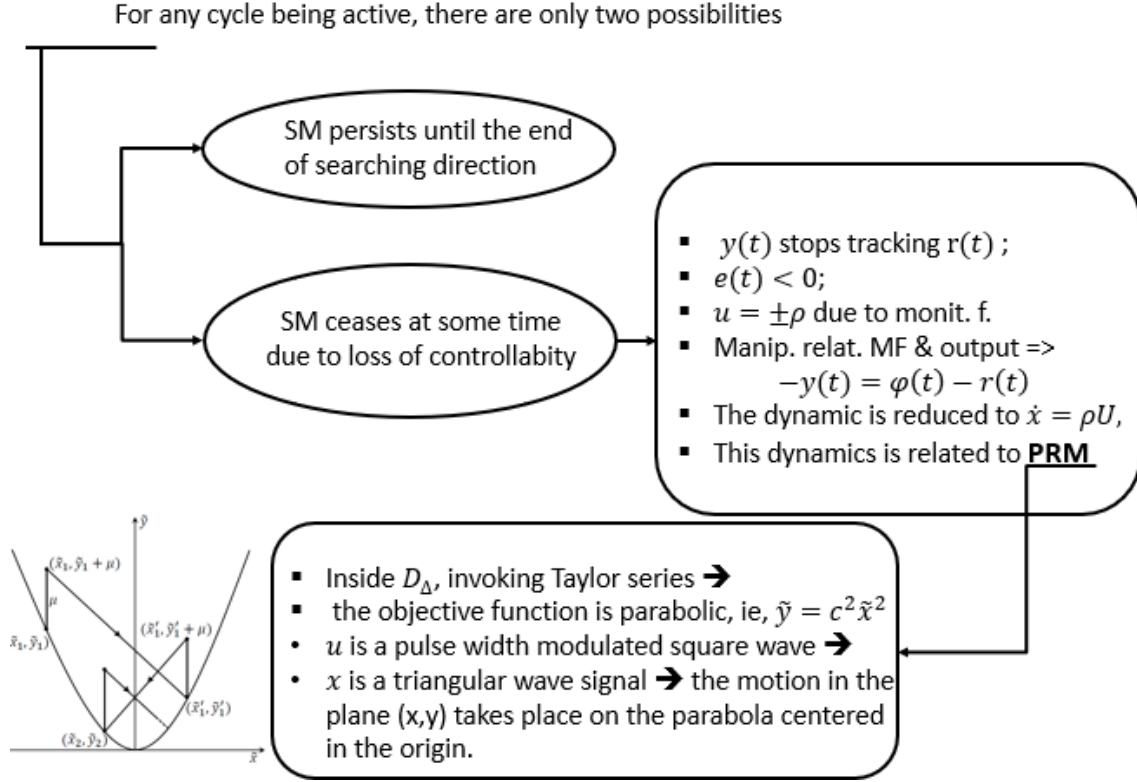 For any cycle being active, there are only two possibilities
SM persists until the end
of searching direction
SM ceases at some time
due to loss of controllabity
▪ y(t) stops tracking r(t) ;
▪ e(t) < 0;
▪ u = ±ρ due to monit. f.
▪ Manip. relat. MF & output =>
−y(t) = φ(t) − r(t)
▪ The dynamic is reduced to ẋ = ρU,
▪ This dynamics is related to PRM
▪ Inside D_Δ, invoking Taylor series ➔
▪ the objective function is parabolic, ie, ỹ = c²x̃²
• u is a pulse width modulated square wave ➔
• x is a triangular wave signal ➔ the motion in the
plane (x,y) takes place on the parabola centered
in the origin.
ỹ
(x̃₁, ỹ₁ + μ)
μ
x̃₁, ỹ₁)
(x̃₁′, ỹ₁′ + μ)
(x̃₁′, ỹ₁′)
(x̃₂, ỹ₂)
x̃